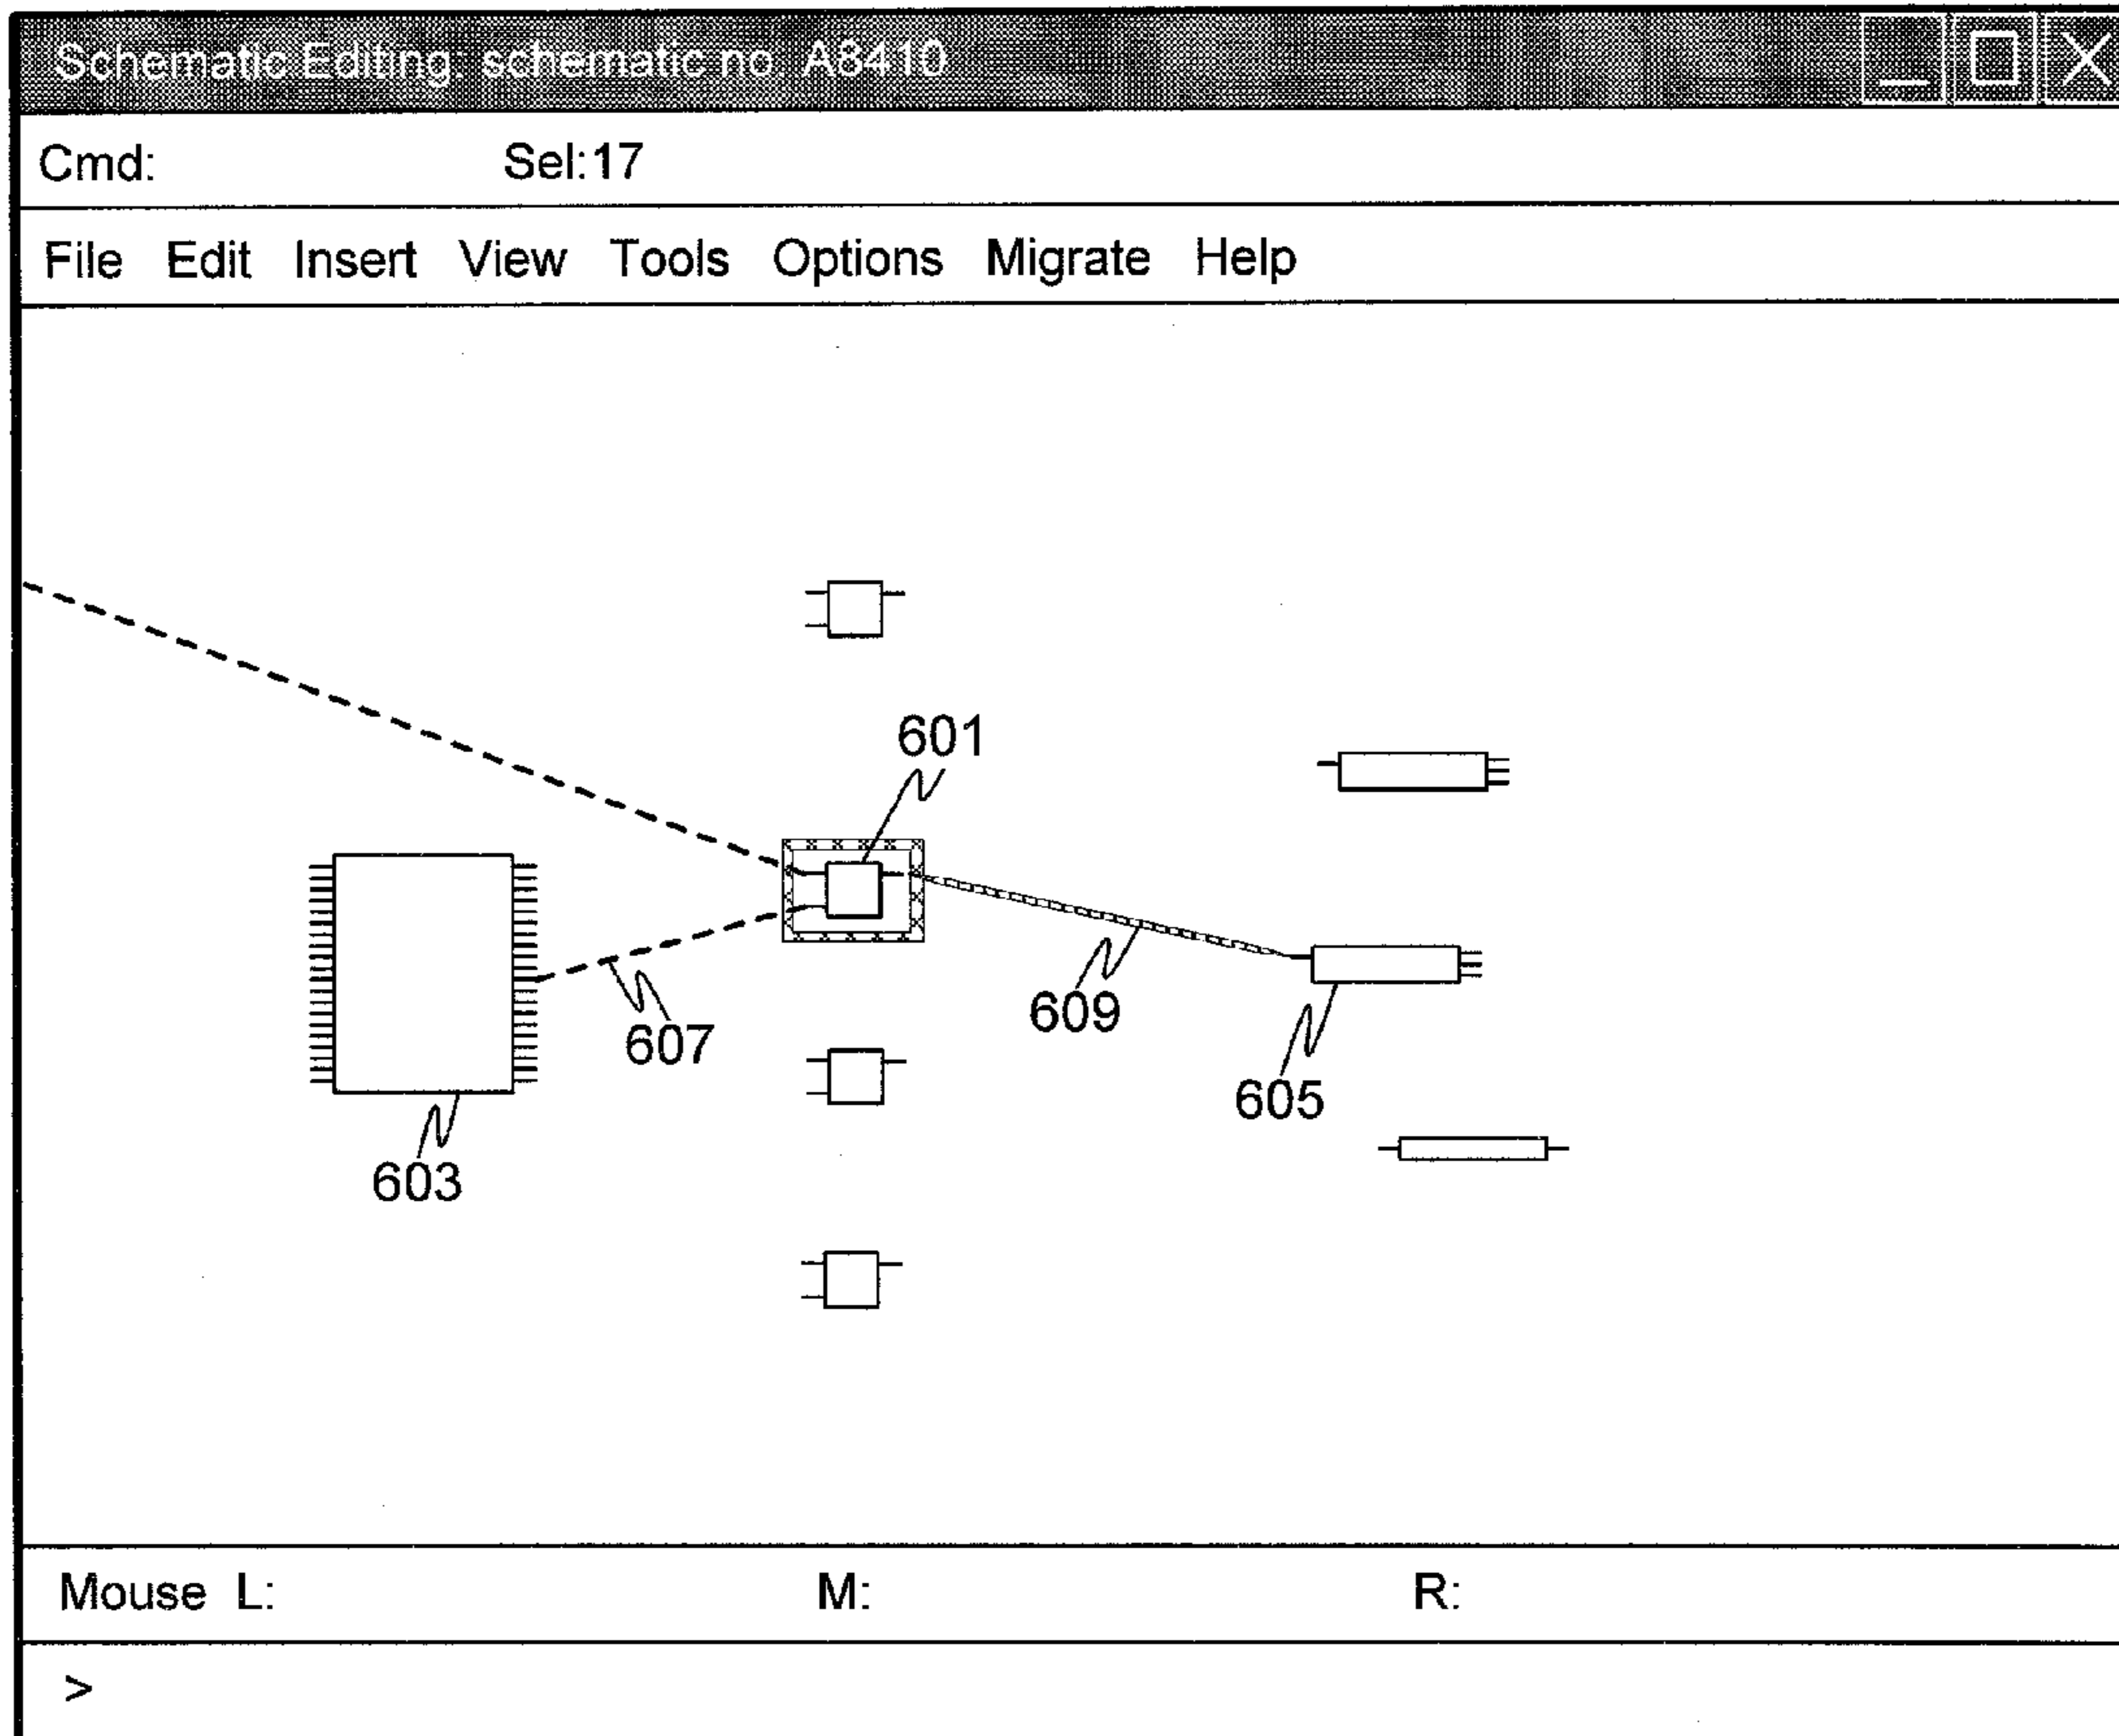 Schematic Editing: schematic no. A8410
Cmd: Sel:17
File Edit Insert View Tools Options Migrate Help
601
609
607
605
603
Mouse L: M: R:
>